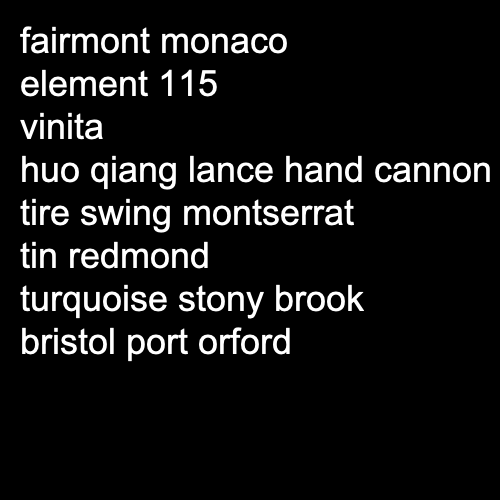 fairmont monaco
element 115
vinita
huo qiang lance hand cannon
tire swing montserrat
tin redmond
turquoise stony brook
bristol port orford